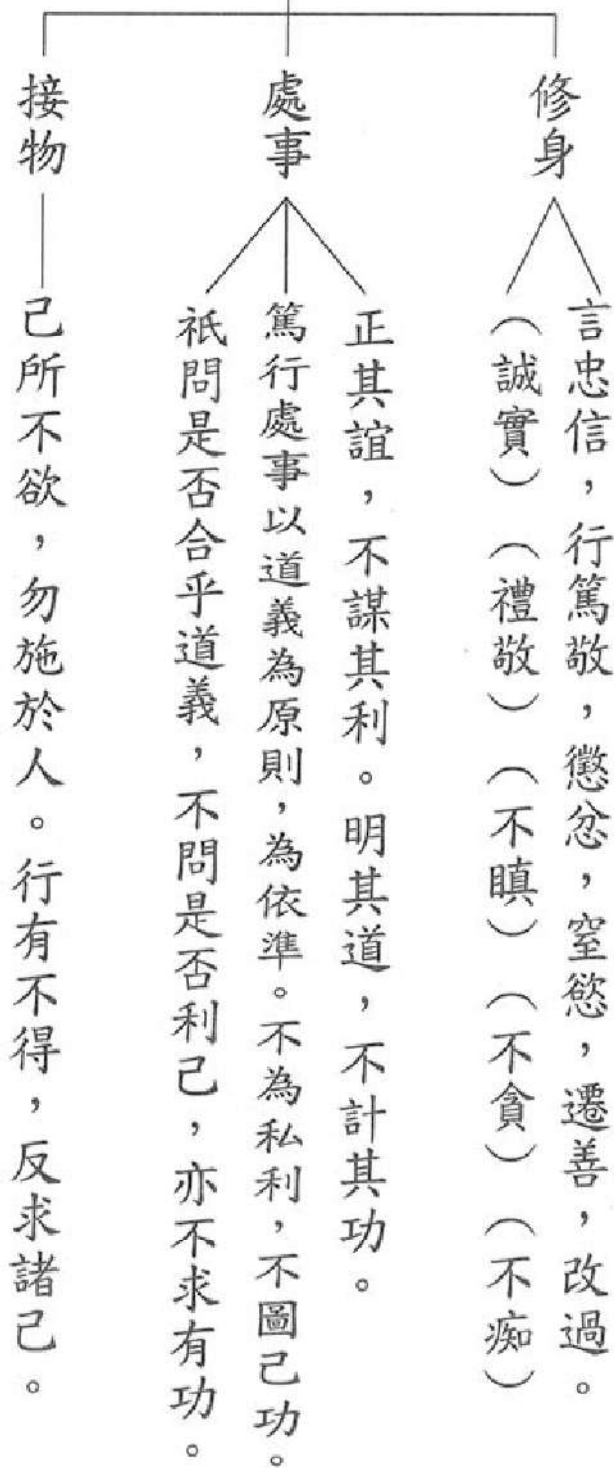 修身
言忠信，行篤敬，懲忿，窒慾，遷善，改過。
（誠實）（禮敬）（不瞋）（不貪）（不痴）
處事
正其誼，不謀其利。明其道，不計其功。
篤行處事以道義為原則，為依準。不為私利，不圖己功。
祇問是否合乎道義，不問是否利己，亦不求有功。
接物
己所不欲，勿施於人。行有不得，反求諸己。